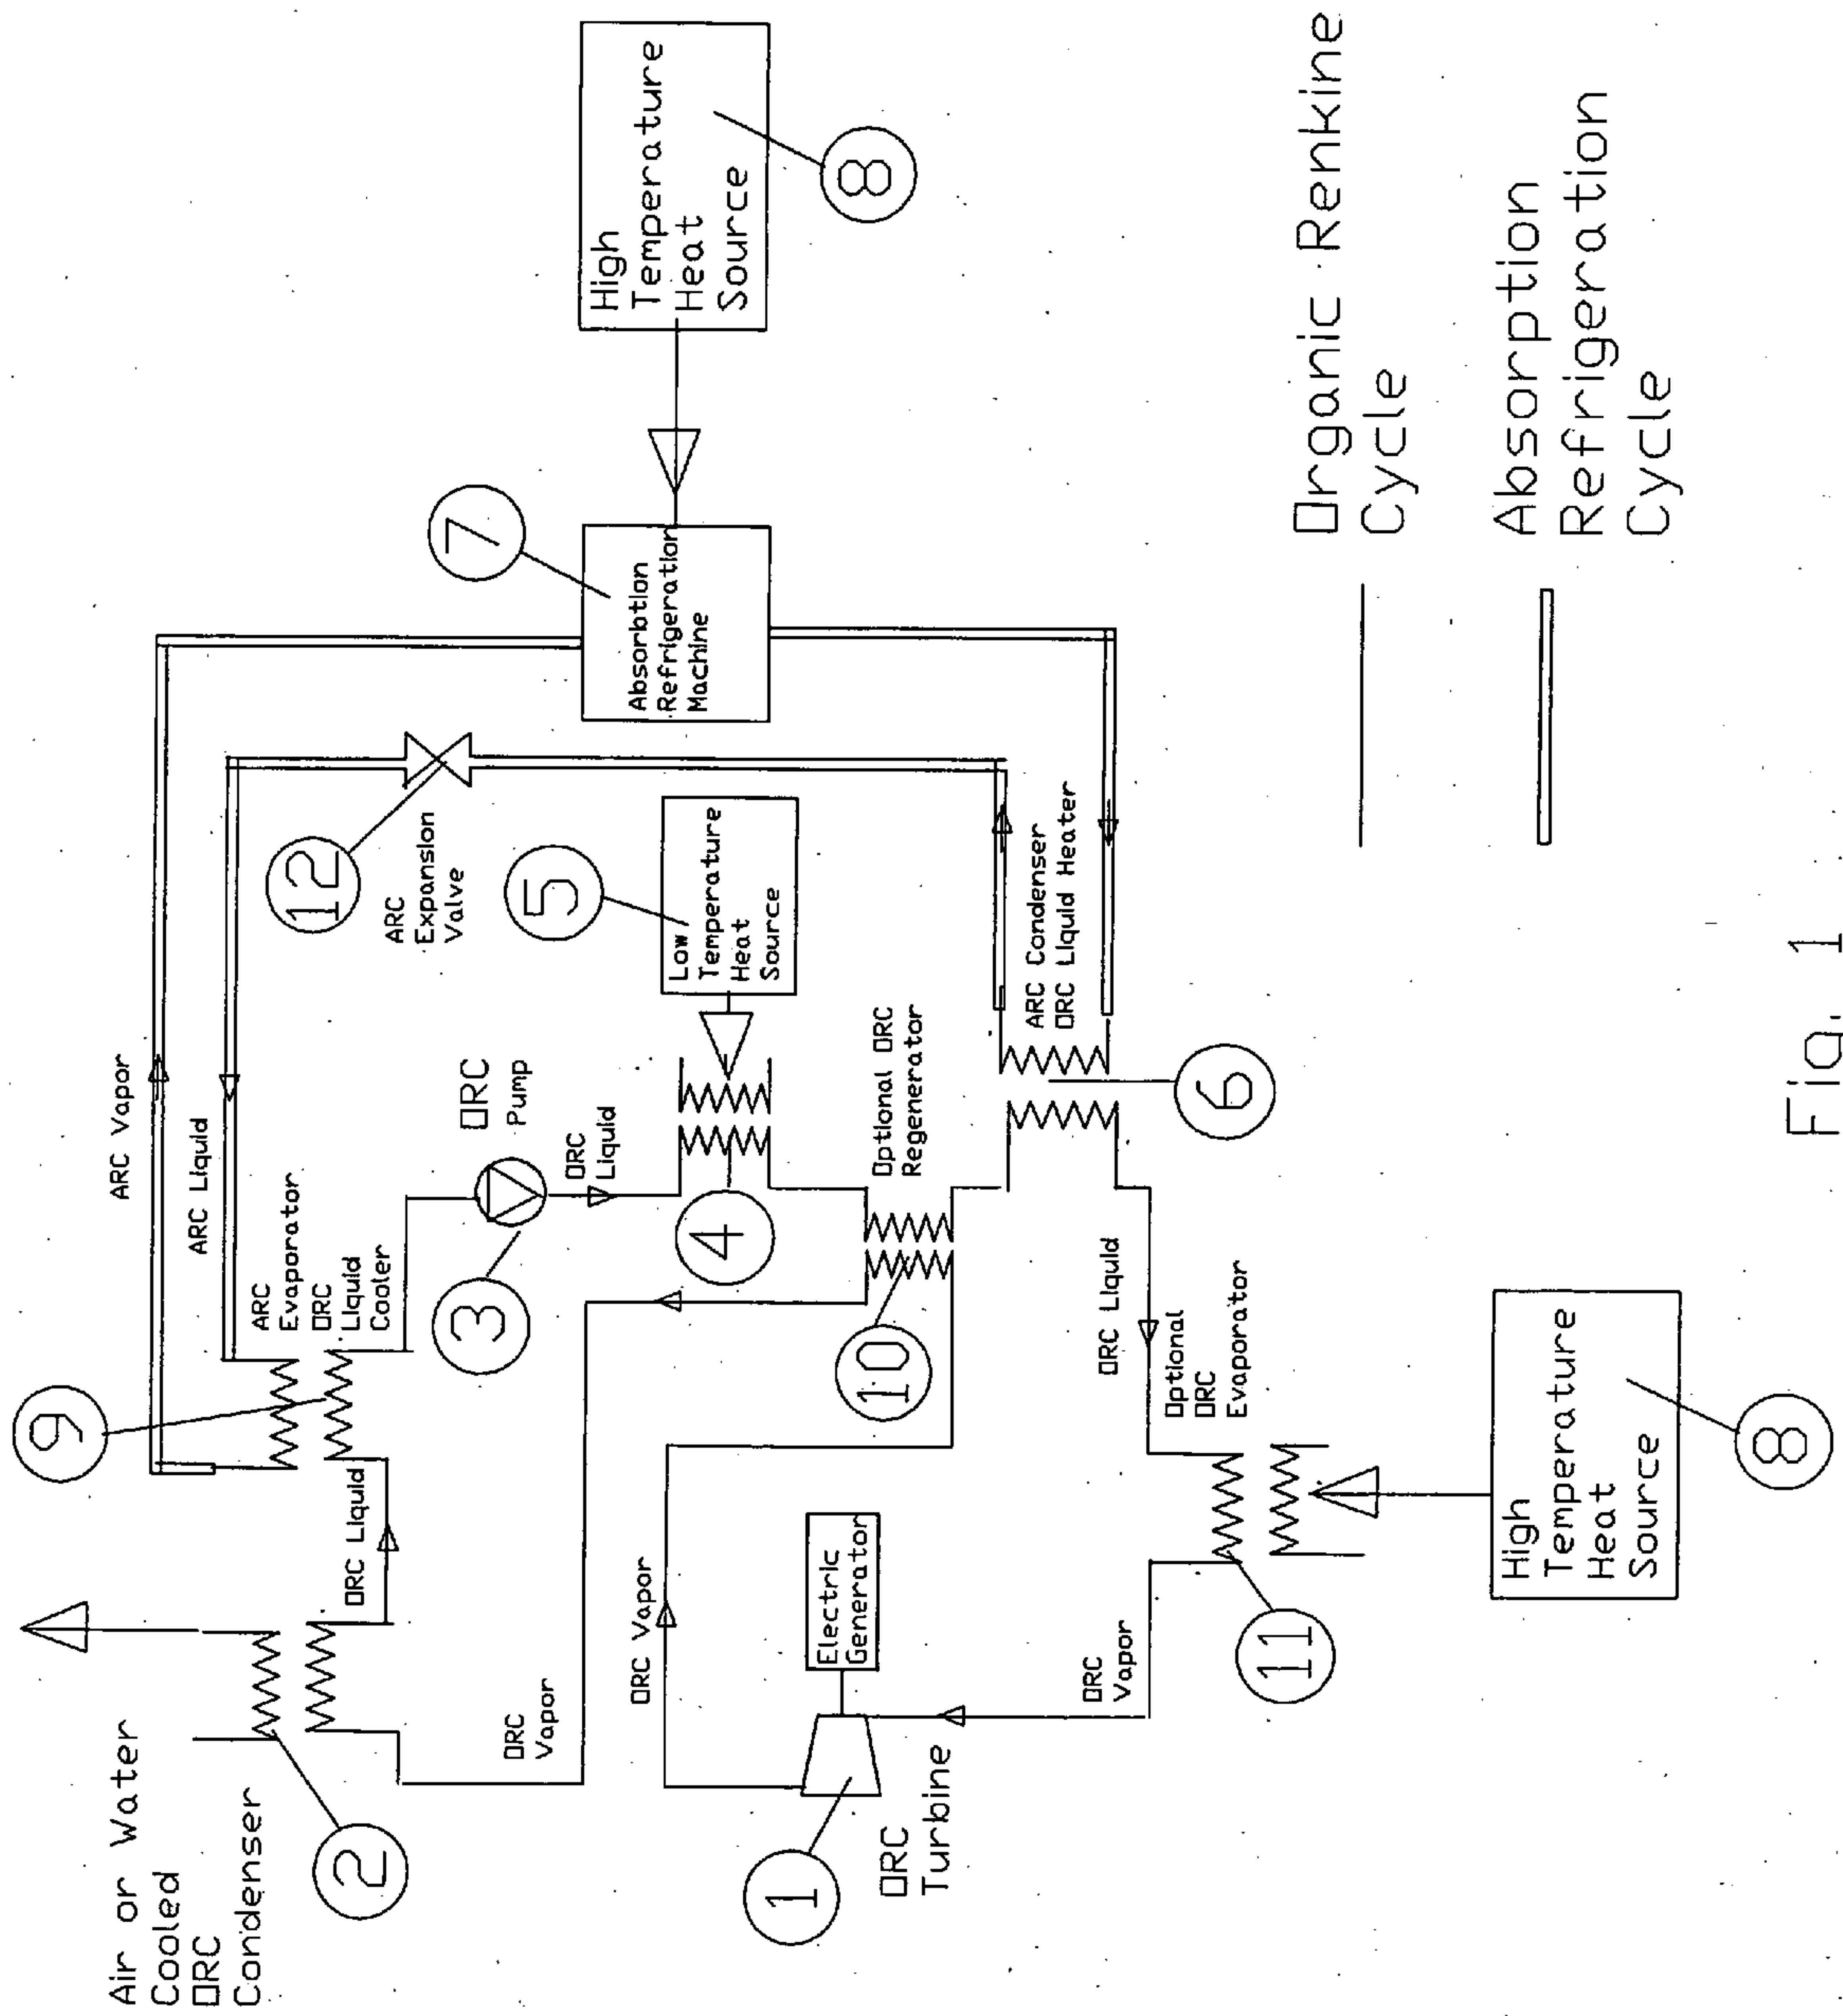 Air or Water
Cooled
ORC
Condenser
2
9
ARC Vapor
ARC Liquid
ARC
Evaporator
ORC
Liquid
Cooler
ORC Liquid
ORC
Vapor
3
ORC
Pump
ORC
Liquid
12
ARC
Expansion
Valve
5
Low
Temperature
Heat
Source
4
7
Absorbtion
Refrigeration
Machine
High
Temperature
Heat
Source
8
ORC Vapor
Electric
Generator
1
ORC
Turbine
10
Optional ORC
Regenerator
ARC Condenser
ORC Liquid Heater
6
ORC Liquid
Optional
ORC
Evaporator
ORC
Vapor
11
High
Temperature
Heat
Source
8
Organic Renkine
Cycle
Absorption
Refrigeration
Cycle
Fig. 1